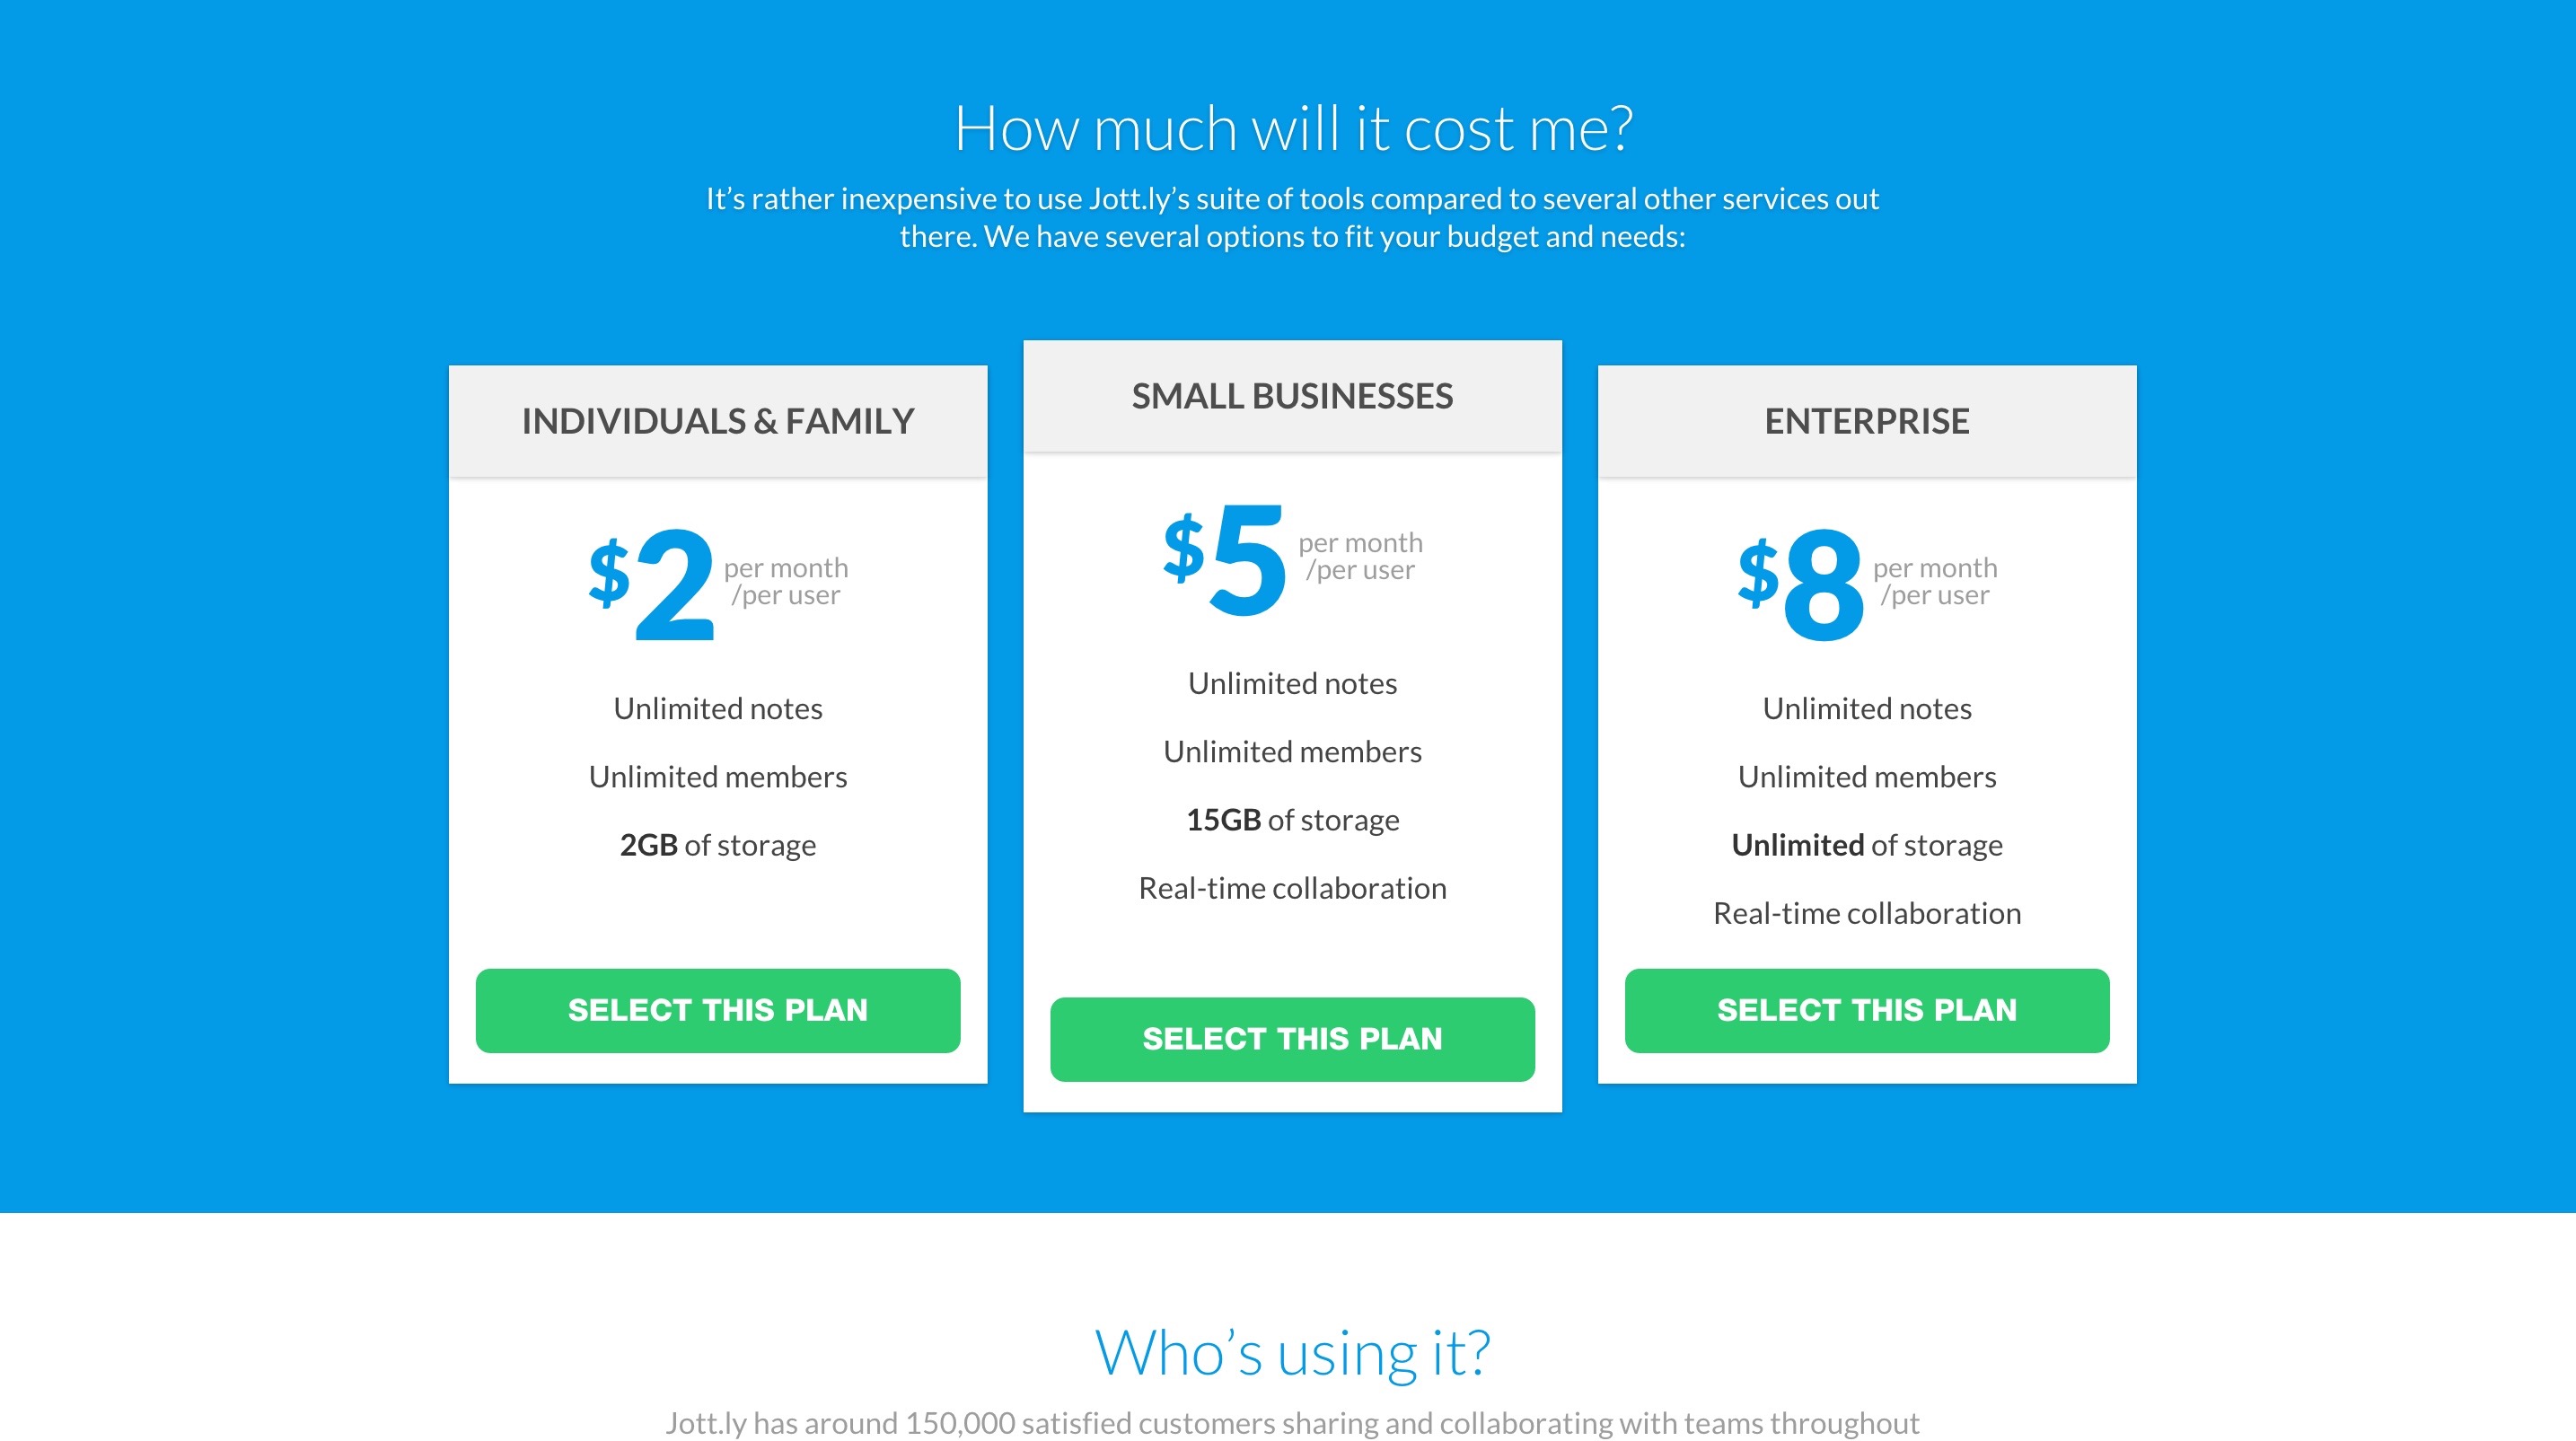 How much will it cost me?
It’s rather inexpensive to use Jott.ly’s suite of tools compared to several other services out
there. We have several options to fit your budget and needs:
INDIVIDUALS & FAMILY
$2 per month
/per user
Unlimited notes
Unlimited members
2GB of storage
SELECT THIS PLAN
SMALL BUSINESSES
$5 per month
/per user
Unlimited notes
Unlimited members
15GB of storage
Real-time collaboration
SELECT THIS PLAN
ENTERPRISE
$8 per month
/per user
Unlimited notes
Unlimited members
Unlimited of storage
Real-time collaboration
SELECT THIS PLAN
Who’s using it?
Jott.ly has around 150,000 satisfied customers sharing and collaborating with teams throughout